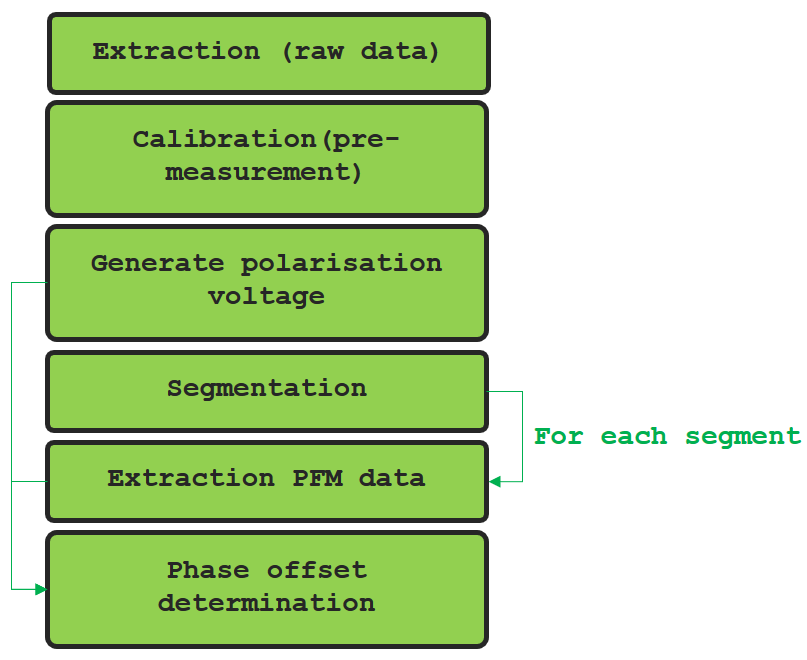 Extraction (raw data)
Calibration(pre-
measurement)
Generate polarisation
voltage
Segmentation
For each segment
Extraction PFM data
Phase offset
determination